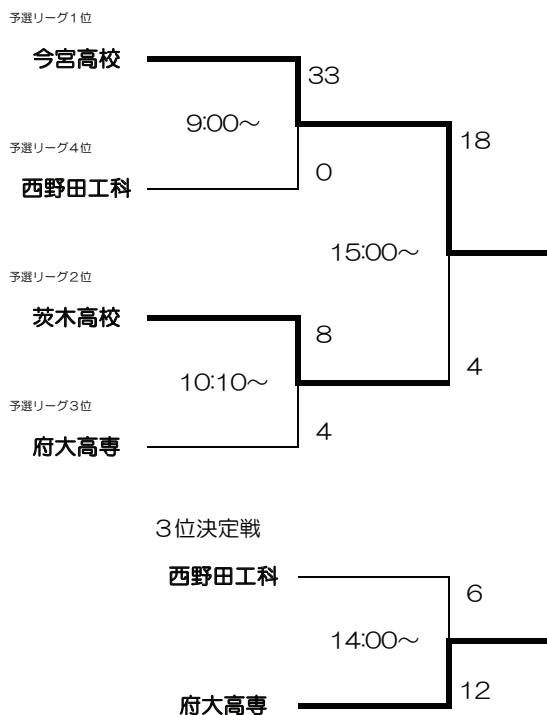 予選リーグ1位
今宮高校
33
9:00～
18
予選リーグ4位
0
西野田工科
15:00～
予選リーグ2位
茨木高校
8
4
10:10～
予選リーグ3位
4
府大高専
３位決定戦
西野田工科
6
14:00～
12
府大高専